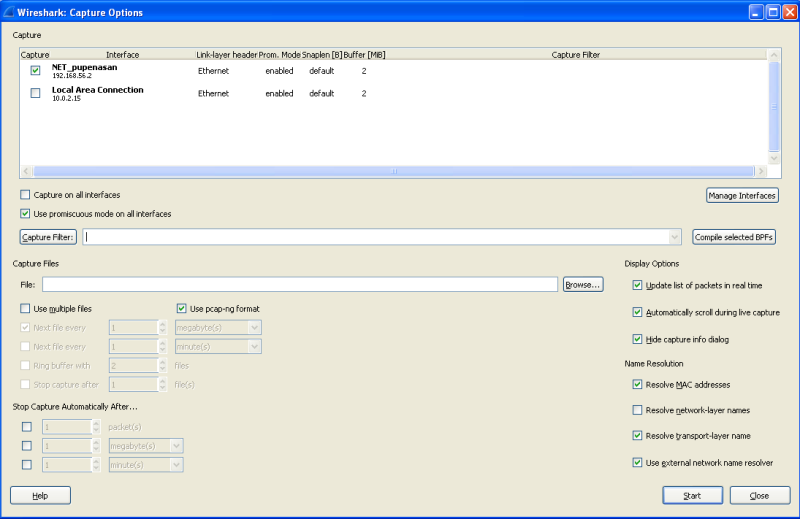 Wireshark: Capture Options
Capture
Capture Interface Link-layer header Prom. Mode Snaplen [B] Buffer [MiB] Capture Filter
NET_pupenasan Ethernet enabled default 2
192.168.56.2
Local Area Connection Ethernet enabled default 2
10.0.2.15
Capture on all interfaces
Manage Interfaces
Use promiscuous mode on all interfaces
Capture Filter:
Compile selected BPFs
Capture Files
File:
Browse...
Use multiple files
Use pcap-ng format
Next file every 1 megabyte(s)
Next file every 1 minute(s)
Ring buffer with 2 files
Stop capture after 1 file(s)
Stop Capture Automatically After...
1 packet(s)
1 megabyte(s)
1 minute(s)
Display Options
Update list of packets in real time
Automatically scroll during live capture
Hide capture info dialog
Name Resolution
Resolve MAC addresses
Resolve network-layer names
Resolve transport-layer name
Use external network name resolver
Help
Start
Close